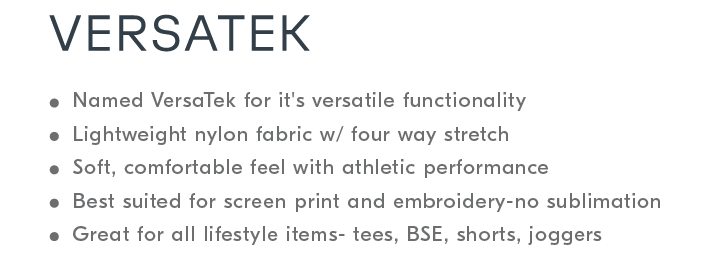 VERSATEK
● Named VersaTek for it's versatile functionality
● Lightweight nylon fabric w/ four way stretch
● Soft, comfortable feel with athletic performance
● Best suited for screen print and embroidery-no sublimation
● Great for all lifestyle items- tees, BSE, shorts, joggers